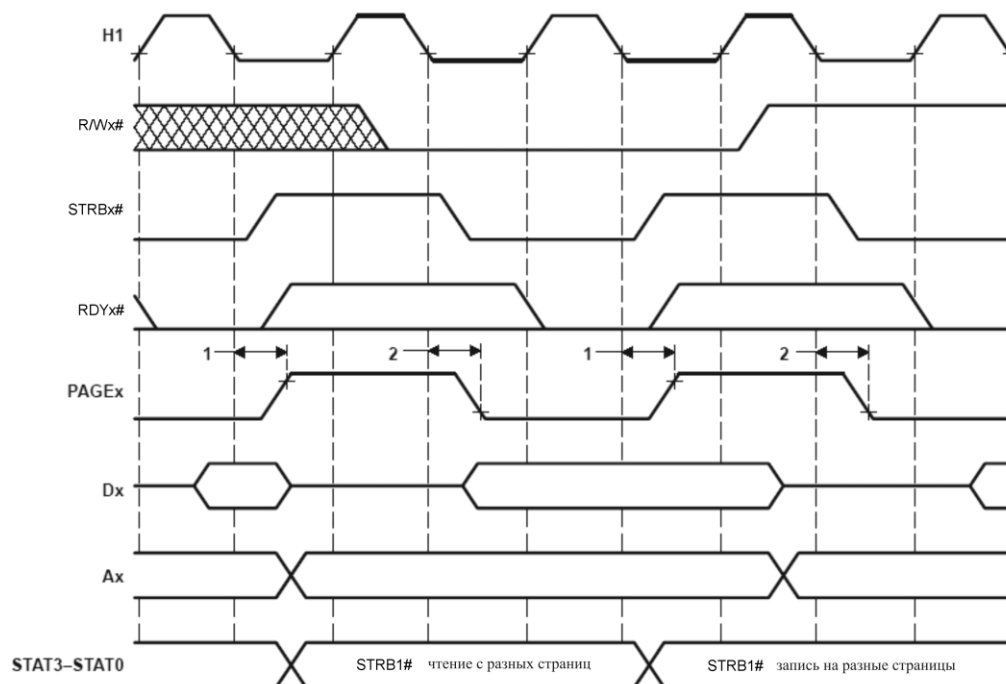 H1
R/Wx#
STRBx#
RDYx#
1 2 1 2
PAGEx
Dx
Ax
STAT3–STAT0 STRB1# чтение с разных страниц STRB1# запись на разные страницы